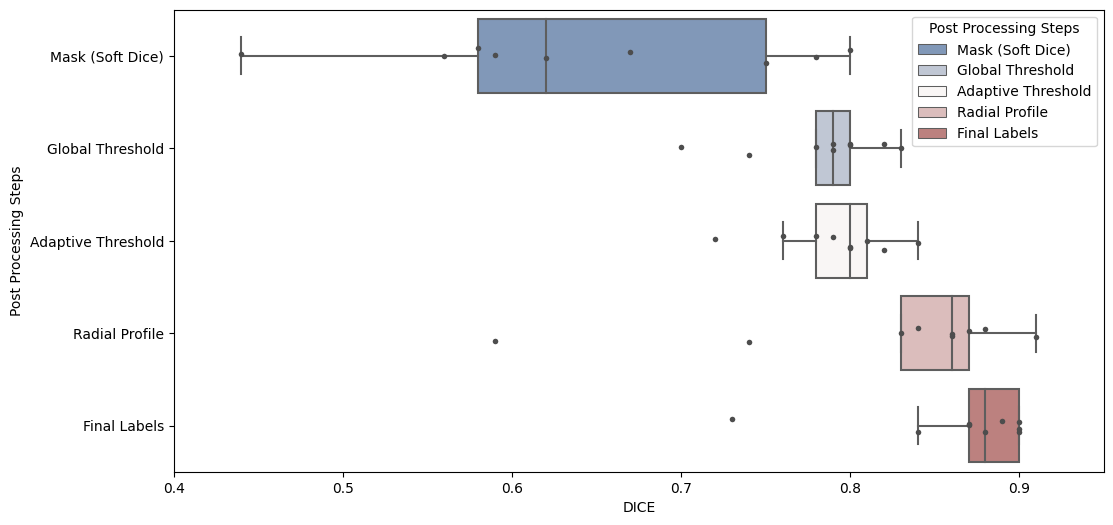 Post Processing Steps
Mask (Soft Dice)
Global Threshold
Adaptive Threshold
Radial Profile
Final Labels
Post Processing Steps
Mask (Soft Dice)
Global Threshold
Adaptive Threshold
Radial Profile
Final Labels
0.4 0.5 0.6 0.7 0.8 0.9
DICE